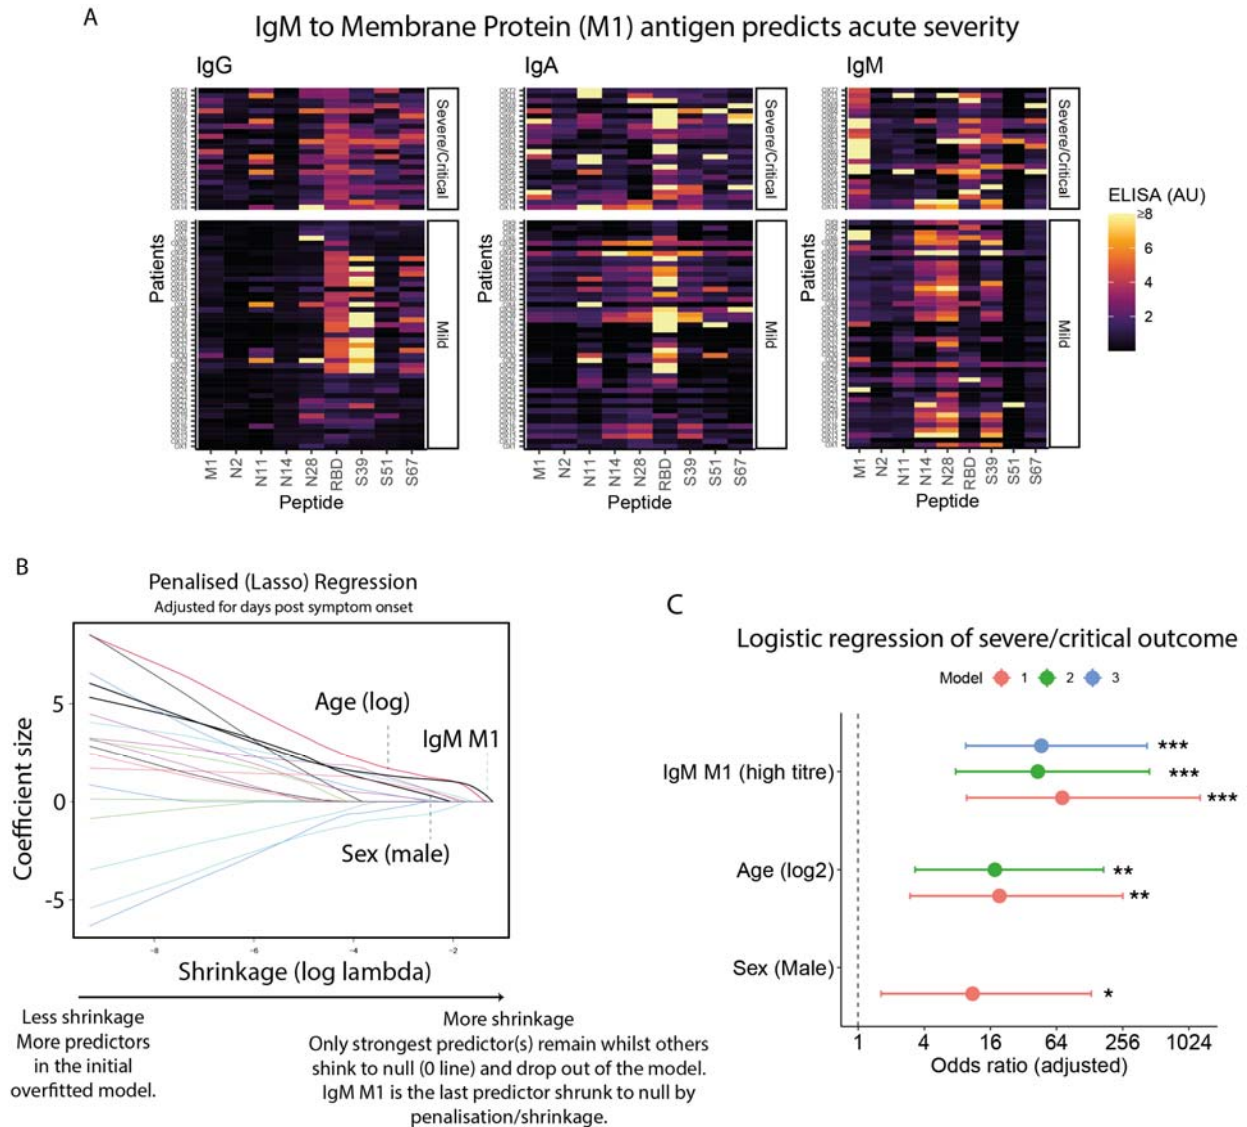 A
IgM to Membrane Protein (M1) antigen predicts acute severity
IgG
IgA
IgM
Patients
Severe/Critical
Mild
M1 N2 N11 N14 N28 RBD S39 S51 S67
Peptide
Patients
Severe/Critical
Mild
M1 N2 N11 N14 N28 RBD S39 S51 S67
Peptide
Patients
Severe/Critical
Mild
M1 N2 N11 N14 N28 RBD S39 S51 S67
Peptide
ELISA (AU)
≥8
6
4
2
B
Penalised (Lasso) Regression
Adjusted for days post symptom onset
Coefficient size
5
0
-5
Age (log)
IgM M1
Sex (male)
-8 -6 -4 -2
Shrinkage (log lambda)
Less shrinkage
More predictors
in the initial
overfitted model.
More shrinkage
Only strongest predictor(s) remain whilst others
shink to null (0 line) and drop out of the model.
IgM M1 is the last predictor shrunk to null by
penalisation/shrinkage.
C
Logistic regression of severe/critical outcome
Model 1 2 3
IgM M1 (high titre)
***
***
***
Age (log2)
**
**
Sex (Male)
*
1 4 16 64 256 1024
Odds ratio (adjusted)